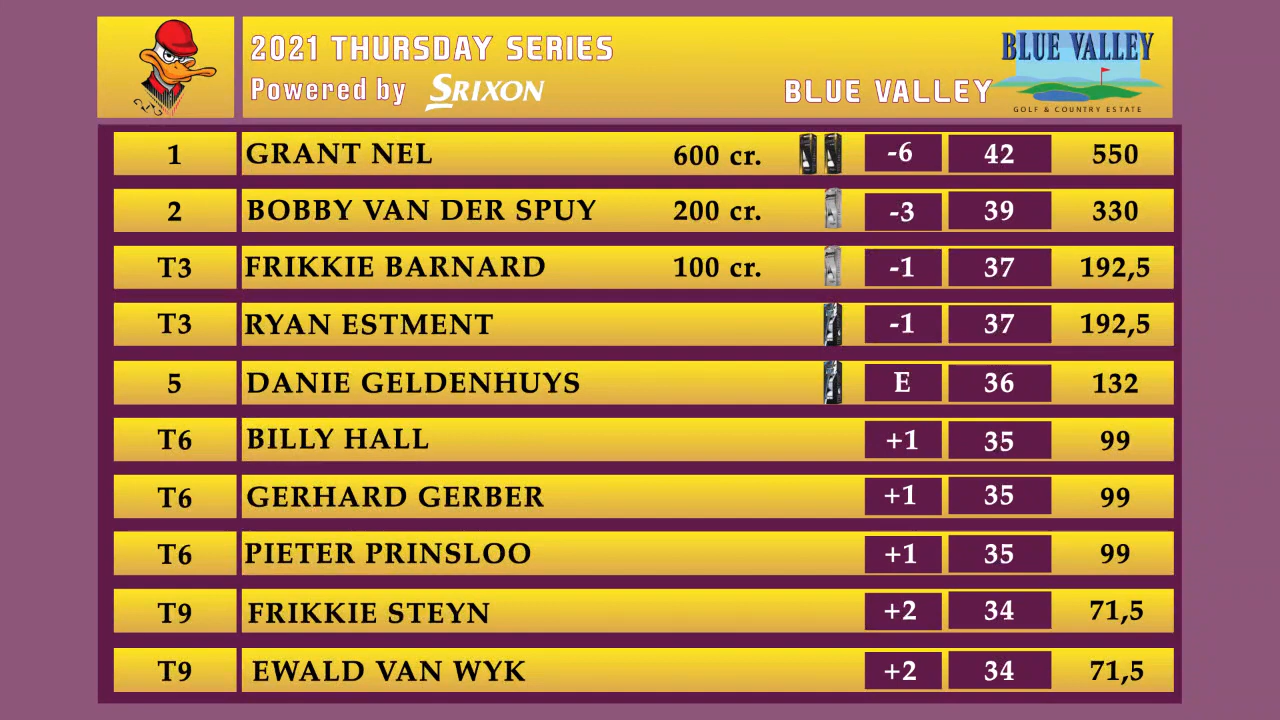 2021 THURSDAY SERIES
Powered by SRIXON
BLUE VALLEY
BLUE VALLEY
GOLF & COUNTRY ESTATE
1 GRANT NEL 600 cr. -6 42 550
2 BOBBY VAN DER SPUY 200 cr. -3 39 330
T3 FRIKKIE BARNARD 100 cr. -1 37 192,5
T3 RYAN ESTMENT -1 37 192,5
5 DANIE GELDENHUYS E 36 132
T6 BILLY HALL +1 35 99
T6 GERHARD GERBER +1 35 99
T6 PIETER PRINSLOO +1 35 99
T9 FRIKKIE STEYN +2 34 71,5
T9 EWALD VAN WYK +2 34 71,5